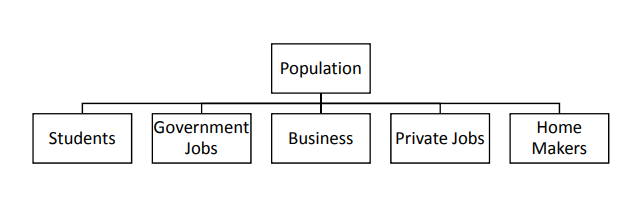 Population
Students
Government
Jobs
Business
Private Jobs
Home
Makers